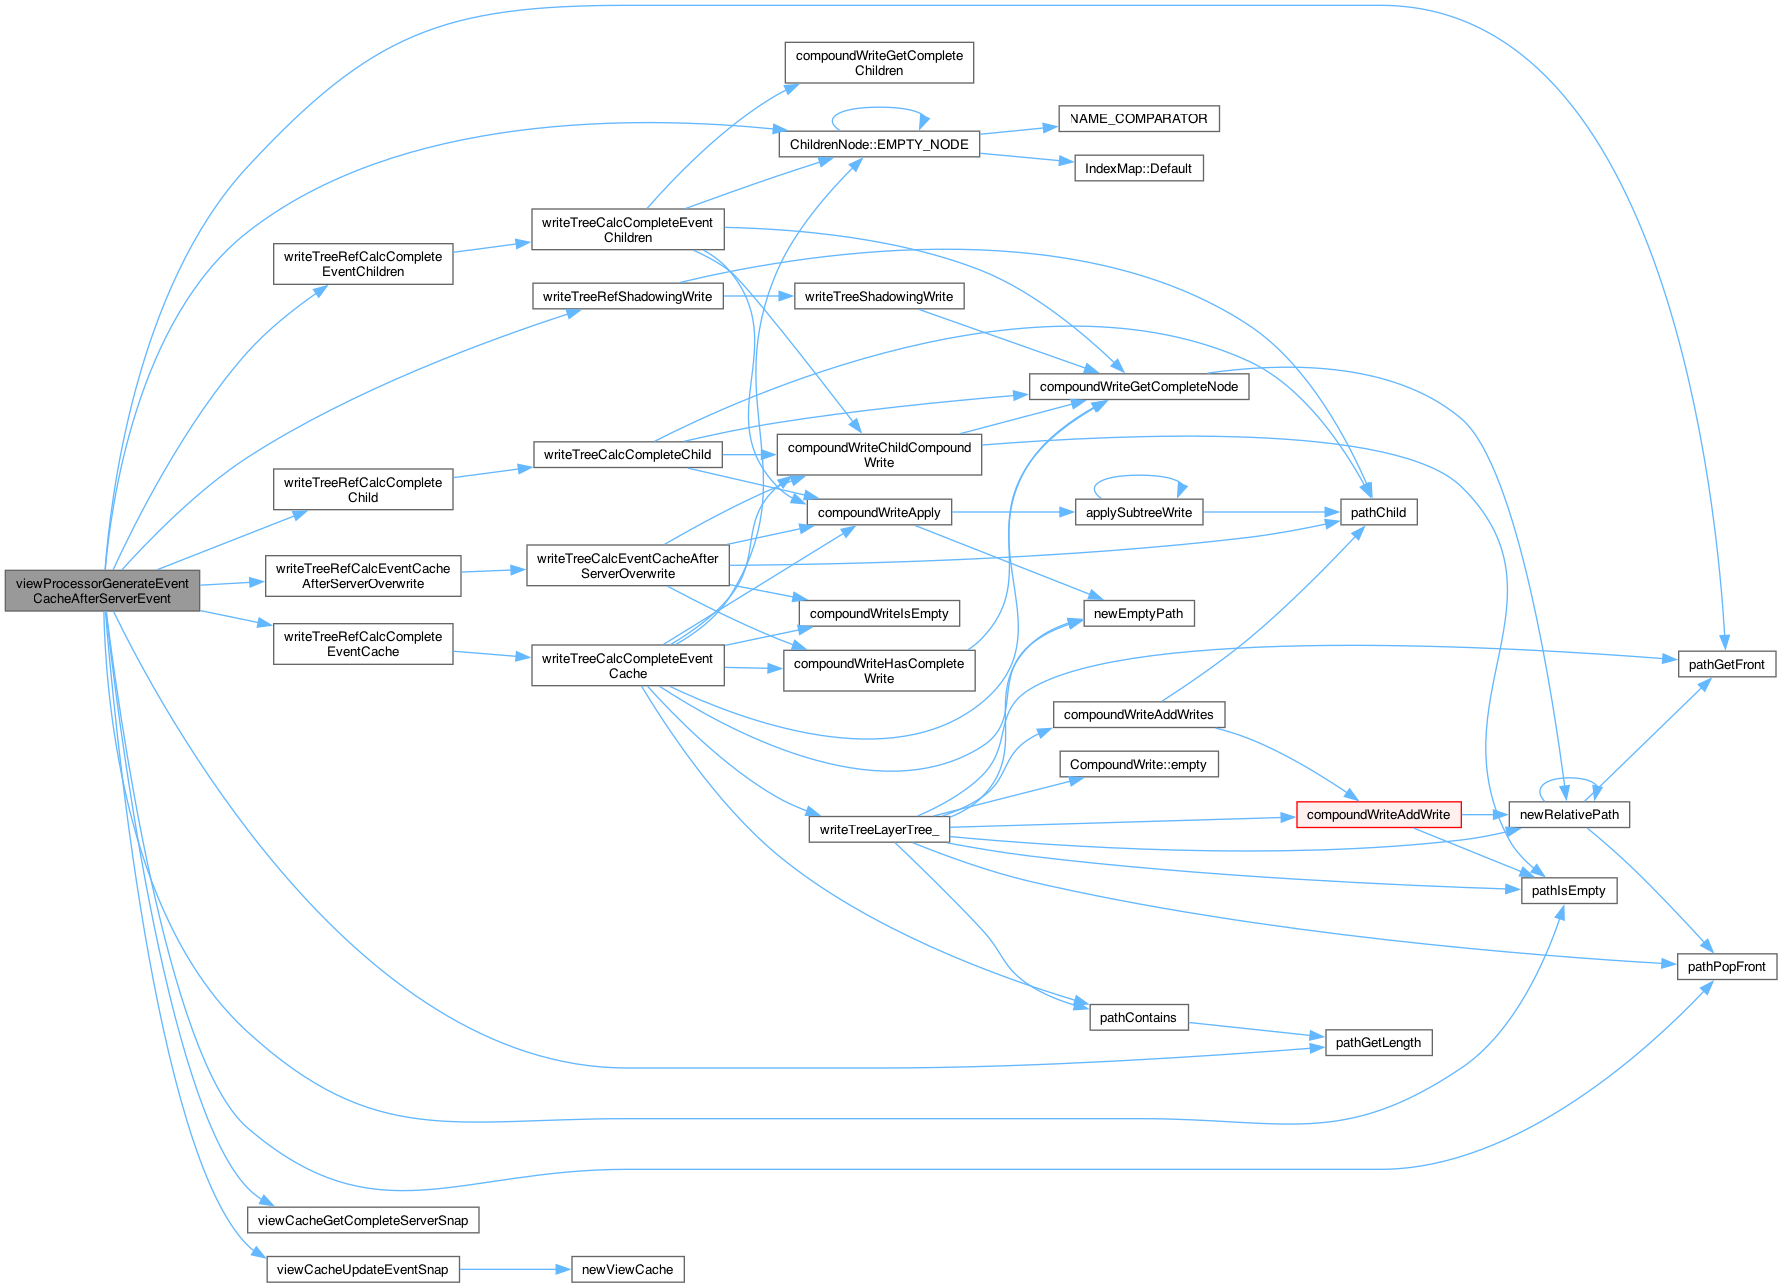 compoundWriteGetComplete
Children
NAME_COMPARATOR
ChildrenNode::EMPTY_NODE
IndexMap::Default
writeTreeCalcCompleteEvent
Children
writeTreeRefCalcComplete
EventChildren
writeTreeRefShadowingWrite
writeTreeShadowingWrite
compoundWriteGetCompleteNode
writeTreeCalcCompleteChild
compoundWriteChildCompound
Write
writeTreeRefCalcComplete
Child
compoundWriteApply
applySubtreeWrite
pathChild
writeTreeCalcEventCacheAfter
ServerOverwrite
writeTreeRefCalcEventCache
AfterServerOverwrite
viewProcessorGenerateEvent
CacheAfterServerEvent
compoundWriteIsEmpty
newEmptyPath
writeTreeRefCalcComplete
EventCache
writeTreeCalcCompleteEvent
Cache
compoundWriteHasComplete
Write
pathGetFront
compoundWriteAddWrites
CompoundWrite::empty
compoundWriteAddWrite
newRelativePath
writeTreeLayerTree_
pathIsEmpty
pathPopFront
pathContains
pathGetLength
viewCacheGetCompleteServerSnap
viewCacheUpdateEventSnap
newViewCache